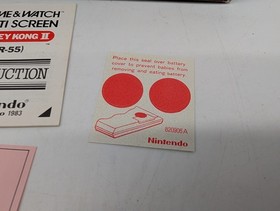 ME & WATCH
TI SCREEN
EY KONG II
R-55)
UCTION
endo
o 1983
Place this seal over battery
cover to prevent babies from
removing and eating battery.
Nintendo